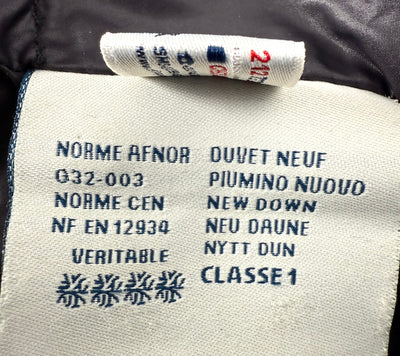 NORME AFNOR
G32-003
NORME CEN
NF EN 12934
VERITABLE
DUVET NEUF
PIUMINO NUOVO
NEW DOWN
NEU DAUNE
NYTT DUN
CLASSE 1